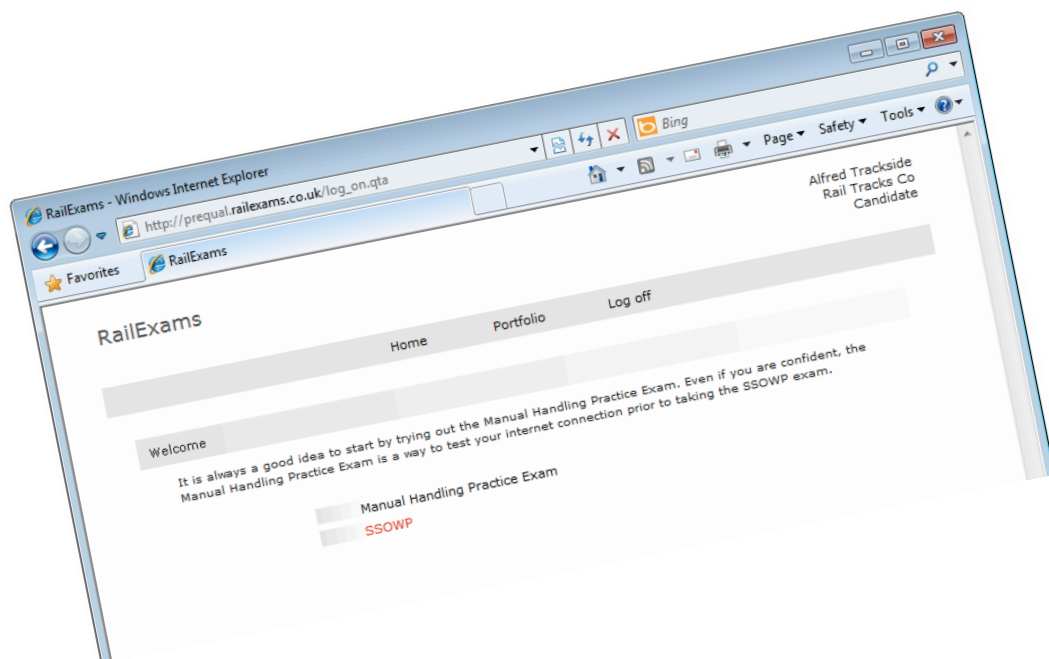 RailExams - Windows Internet Explorer
http://prequal.railexams.co.uk/log_on.qta
Bing
Favorites
RailExams
Page
Safety
Tools
Alfred Trackside
Rail Tracks Co
Candidate
RailExams
Home
Portfolio
Log off
Welcome
It is always a good idea to start by trying out the Manual Handling Practice Exam. Even if you are confident, the
Manual Handling Practice Exam is a way to test your internet connection prior to taking the SSOWP exam.
Manual Handling Practice Exam
SSOWP